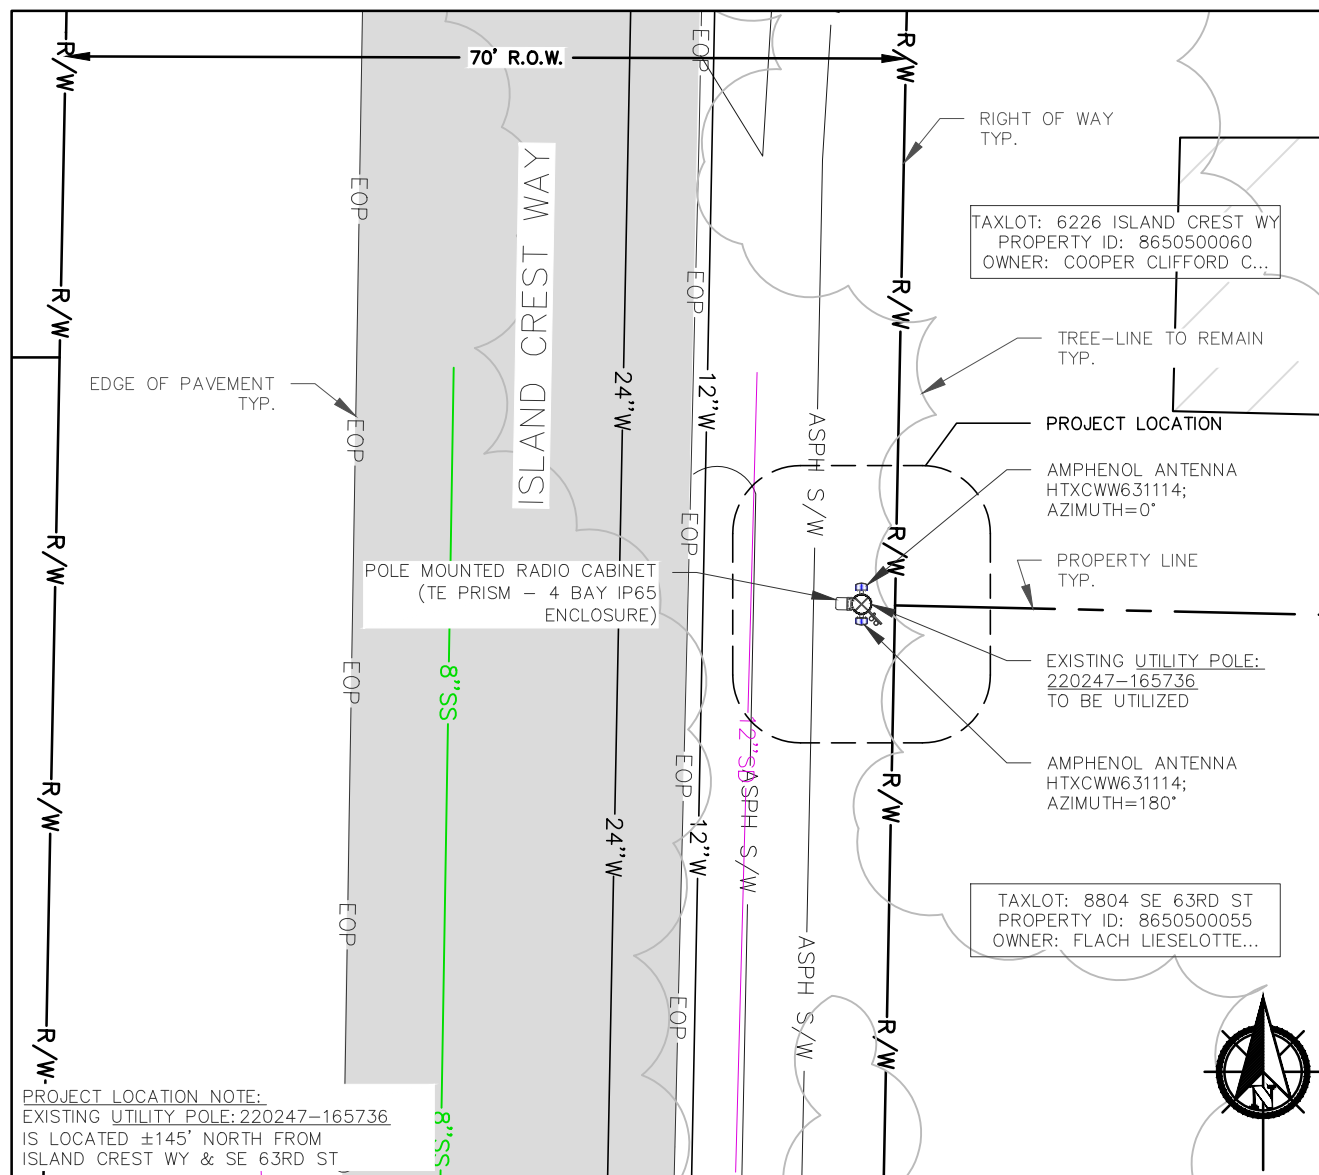 70' R.O.W.
R/W
R/W
EOP
RIGHT OF WAY
TYP.
ISLAND CREST WAY
EOP
TAXLOT: 6226 ISLAND CREST WY
PROPERTY ID: 8650500060
OWNER: COOPER CLIFFORD C...
R/W
EOP
R/W
TREE-LINE TO REMAIN
TYP.
EDGE OF PAVEMENT
TYP.
24"W
12"W
EOP
ASPH S/W
PROJECT LOCATION
AMPHENOL ANTENNA
HTXCWW631114;
AZIMUTH=0°
R/W
EOP
R/W
PROPERTY LINE
TYP.
POLE MOUNTED RADIO CABINET
(TE PRISM - 4 BAY IP65
ENCLOSURE)
EXISTING UTILITY POLE:
220247-165736
TO BE UTILIZED
EOP
8"SS
12"SD
AMPHENOL ANTENNA
HTXCWW631114;
AZIMUTH=180°
R/W
EOP
R/W
24"W
12"W
ASPH S/W
TAXLOT: 8804 SE 63RD ST
PROPERTY ID: 8650500055
OWNER: FLACH LIESELOTTE...
EOP
ASPH S/W
R/W
EOP
R/W
N
PROJECT LOCATION NOTE:
EXISTING UTILITY POLE:220247-165736
IS LOCATED ±145' NORTH FROM
ISLAND CREST WY & SE 63RD ST
8"SS